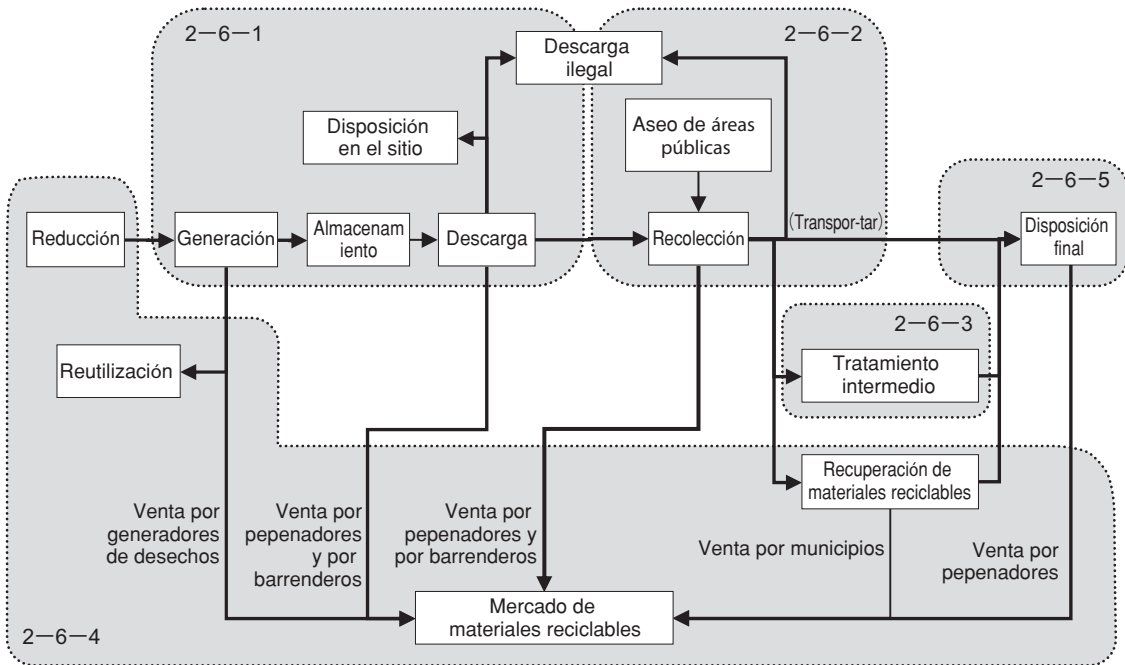 2−6−1
2−6−2
Descarga
ilegal
Disposición
en el sitio
Aseo de áreas
públicas
2−6−5
Reducción
Generación
Almacenam
iento
Descarga
Recolección
(Transpor-tar)
Disposición
final
2−6−3
Reutilización
Tratamiento
intermedio
Recuperación de
materiales reciclables
Venta por
generadores
de desechos
Venta por
pepenadores
y por
barrenderos
Venta por
pepenadores y
por barrenderos
Venta por municipios
Venta por
pepenadores
Mercado de
materiales reciclables
2−6−4